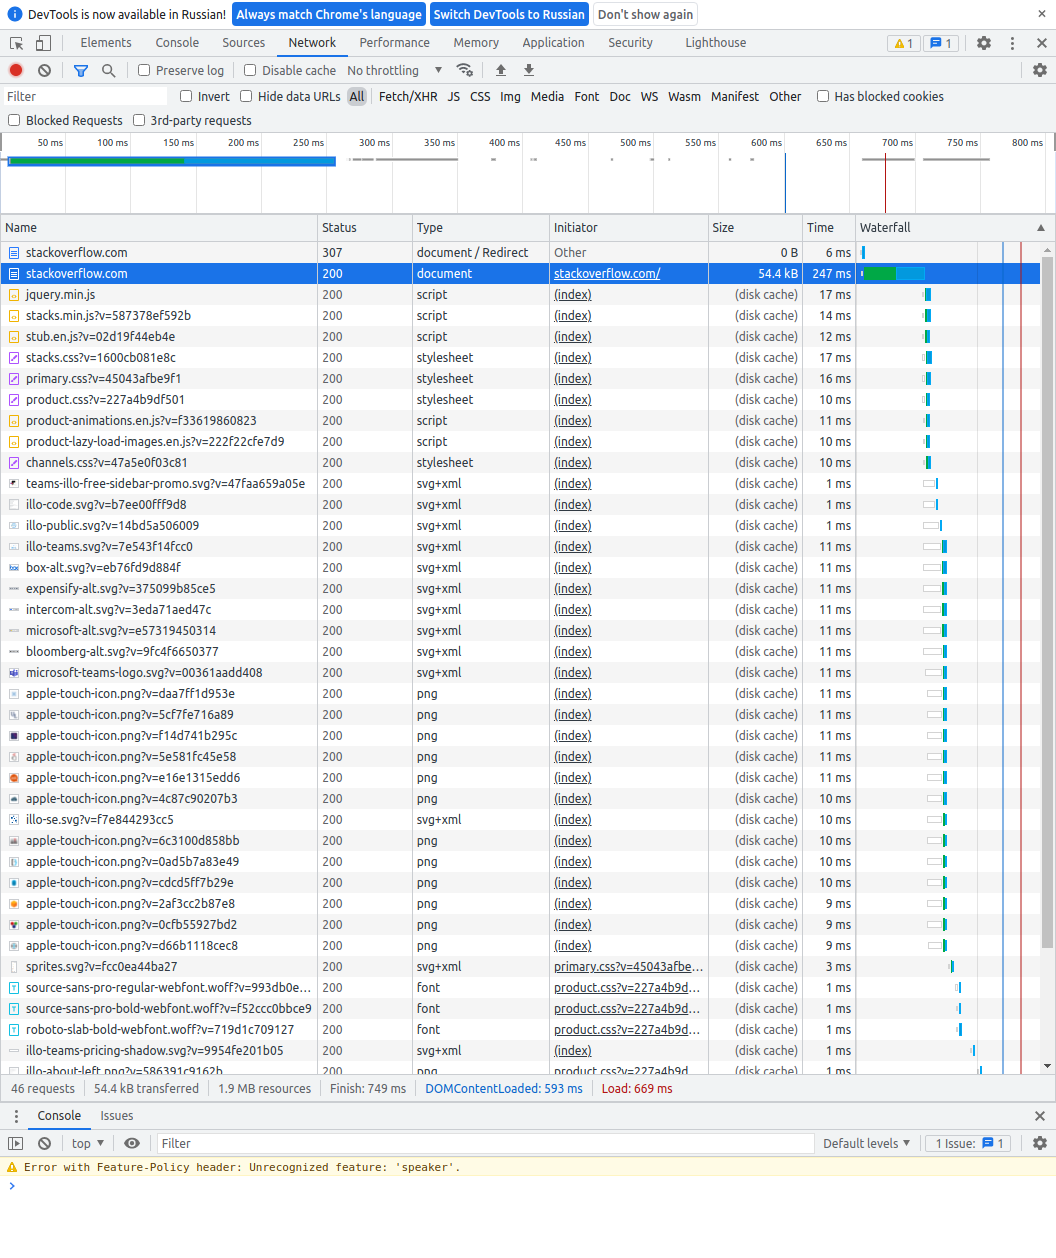 DevTools is now available in Russian! Always match Chrome's language Switch DevTools to Russian Don't show again
Elements Console Sources Network Performance Memory Application Security Lighthouse 1 1
Preserve log Disable cache No throttling
Filter Invert Hide data URLs All Fetch/XHR JS CSS Img Media Font Doc WS Wasm Manifest Other Has blocked cookies
Blocked Requests 3rd-party requests
50 ms 100 ms 150 ms 200 ms 250 ms 300 ms 350 ms 400 ms 450 ms 500 ms 550 ms 600 ms 650 ms 700 ms 750 ms 800 ms
Name Status Type Initiator Size Time Waterfall
stackoverflow.com 307 document / Redirect Other 0 B 6 ms
stackoverflow.com 200 document stackoverflow.com/ 54.4 kB 247 ms
jquery.min.js 200 script (index) (disk cache) 17 ms
stacks.min.js?v=587378ef592b 200 script (index) (disk cache) 14 ms
stub.en.js?v=02d19f44eb4e 200 script (index) (disk cache) 12 ms
stacks.css?v=1600cb081e8c 200 stylesheet (index) (disk cache) 17 ms
primary.css?v=45043afbe9f1 200 stylesheet (index) (disk cache) 16 ms
product.css?v=227a4b9df501 200 stylesheet (index) (disk cache) 10 ms
product-animations.en.js?v=f33619860823 200 script (index) (disk cache) 11 ms
product-lazy-load-images.en.js?v=222f22cfe7d9 200 script (index) (disk cache) 10 ms
channels.css?v=47a5e0f03c81 200 stylesheet (index) (disk cache) 10 ms
teams-illo-free-sidebar-promo.svg?v=47faa659a05e 200 svg+xml (index) (disk cache) 1 ms
illo-code.svg?v=b7ee00fff9d8 200 svg+xml (index) (disk cache) 1 ms
illo-public.svg?v=14bd5a506009 200 svg+xml (index) (disk cache) 1 ms
illo-teams.svg?v=7e543f14fcc0 200 svg+xml (index) (disk cache) 11 ms
box-alt.svg?v=eb76fd9d884f 200 svg+xml (index) (disk cache) 11 ms
expensify-alt.svg?v=375099b85ce5 200 svg+xml (index) (disk cache) 11 ms
intercom-alt.svg?v=3eda71aed47c 200 svg+xml (index) (disk cache) 11 ms
microsoft-alt.svg?v=e57319450314 200 svg+xml (index) (disk cache) 11 ms
bloomberg-alt.svg?v=9fc4f6650377 200 svg+xml (index) (disk cache) 11 ms
microsoft-teams-logo.svg?v=00361aadd408 200 svg+xml (index) (disk cache) 11 ms
apple-touch-icon.png?v=daa7ff1d953e 200 png (index) (disk cache) 11 ms
apple-touch-icon.png?v=5cf7fe716a89 200 png (index) (disk cache) 11 ms
apple-touch-icon.png?v=f14d741b295c 200 png (index) (disk cache) 11 ms
apple-touch-icon.png?v=5e581fc45e58 200 png (index) (disk cache) 11 ms
apple-touch-icon.png?v=e16e1315edd6 200 png (index) (disk cache) 11 ms
apple-touch-icon.png?v=4c87c90207b3 200 png (index) (disk cache) 10 ms
illo-se.svg?v=f7e844293cc5 200 svg+xml (index) (disk cache) 10 ms
apple-touch-icon.png?v=6c3100d858bb 200 png (index) (disk cache) 10 ms
apple-touch-icon.png?v=0ad5b7a83e49 200 png (index) (disk cache) 10 ms
apple-touch-icon.png?v=cdcd5ff7b29e 200 png (index) (disk cache) 10 ms
apple-touch-icon.png?v=2af3cc2b87e8 200 png (index) (disk cache) 9 ms
apple-touch-icon.png?v=0cfb55927bd2 200 png (index) (disk cache) 9 ms
apple-touch-icon.png?v=d66b1118cec8 200 png (index) (disk cache) 9 ms
sprites.svg?v=fcc0ea44ba27 200 svg+xml primary.css?v=45043afbe... (disk cache) 3 ms
source-sans-pro-regular-webfont.woff?v=993db0e... 200 font product.css?v=227a4b9d... (disk cache) 1 ms
source-sans-pro-bold-webfont.woff?v=f52ccc0bbce9 200 font product.css?v=227a4b9d... (disk cache) 1 ms
roboto-slab-bold-webfont.woff?v=719d1c709127 200 font product.css?v=227a4b9d... (disk cache) 1 ms
illo-teams-pricing-shadow.svg?v=9954fe201b05 200 svg+xml (index) (disk cache) 1 ms
illo-about-left.png?v=586391c9162b 200 png product.css?v=227a4b9d... (disk cache) 1 ms
46 requests 54.4 kB transferred 1.9 MB resources Finish: 749 ms DOMContentLoaded: 593 ms Load: 669 ms
Console Issues
top Filter Default levels 1 Issue: 1
Error with Feature-Policy header: Unrecognized feature: 'speaker'.